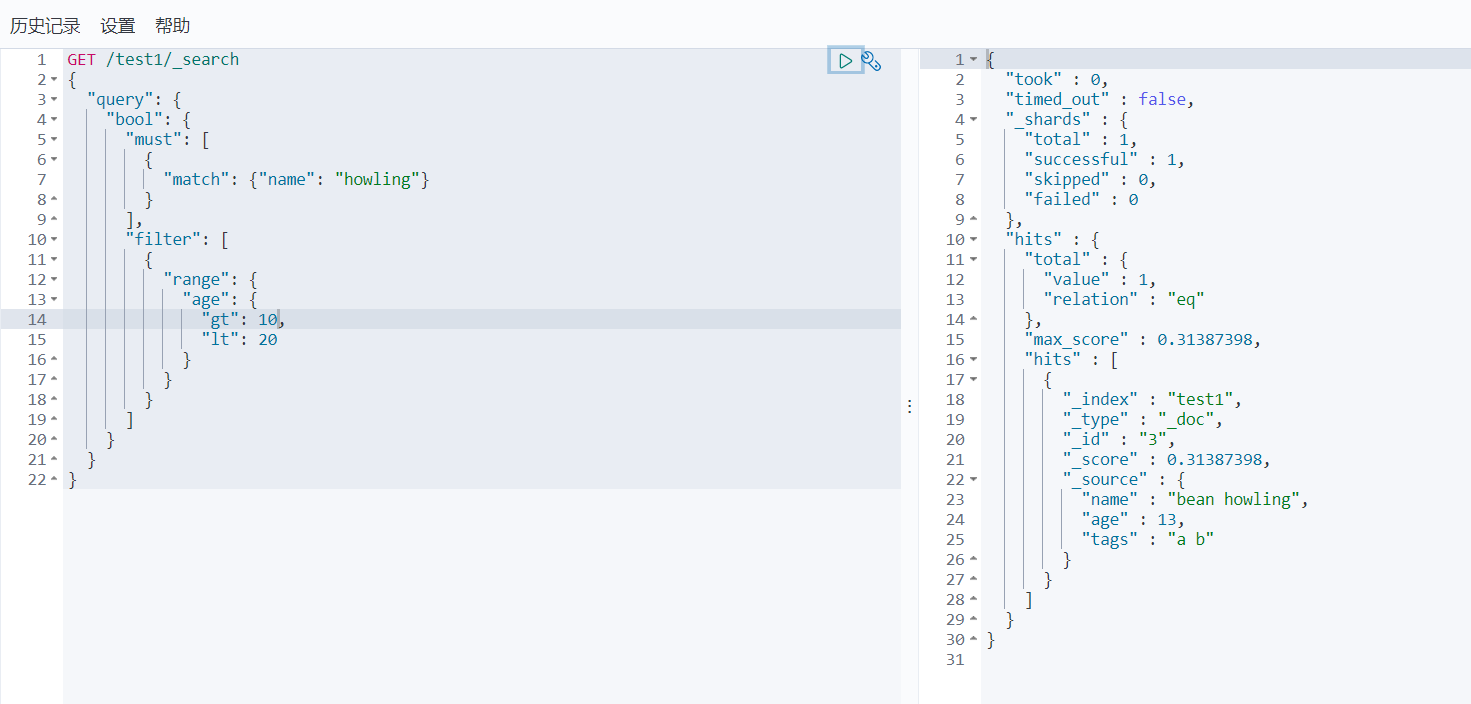 历史记录 设置 帮助
1 GET /test1/_search
2 {
3 "query": {
4 "bool": {
5 "must": [
6 {
7 "match": {"name": "howling"}
8 }
9 ],
10 "filter": [
11 {
12 "range": {
13 "age": {
14 "gt": 10,
15 "lt": 20
16 }
17 }
18 }
19 ]
20 }
21 }
22 }
1 {
2 "took" : 0,
3 "timed_out" : false,
4 "_shards" : {
5 "total" : 1,
6 "successful" : 1,
7 "skipped" : 0,
8 "failed" : 0
9 },
10 "hits" : {
11 "total" : {
12 "value" : 1,
13 "relation" : "eq"
14 },
15 "max_score" : 0.31387398,
16 "hits" : [
17 {
18 "_index" : "test1",
19 "_type" : "_doc",
20 "_id" : "3",
21 "_score" : 0.31387398,
22 "_source" : {
23 "name" : "bean howling",
24 "age" : 13,
25 "tags" : "a b"
26 }
27 }
28 ]
29 }
30 }
31